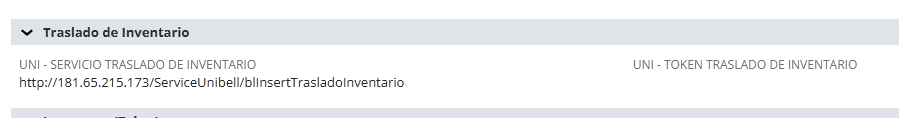 Traslado de Inventario
UNI - SERVICIO TRASLADO DE INVENTARIO
http://181.65.215.173/ServiceUnibell/blInsertTrasladoInventario
UNI - TOKEN TRASLADO DE INVENTARIO